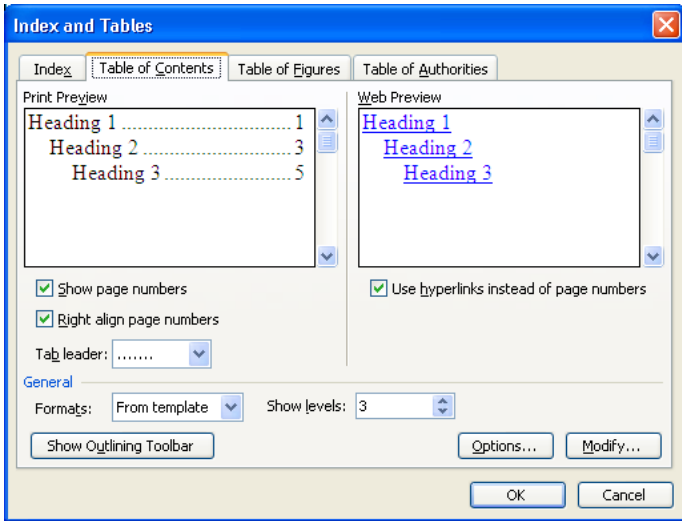 Index and Tables
Index Table of Contents Table of Figures Table of Authorities
Print Preview Web Preview
Heading 1 ................................ 1 Heading 1
Heading 2 ............................ 3 Heading 2
Heading 3 ........................ 5 Heading 3
Show page numbers Use hyperlinks instead of page numbers
Right align page numbers
Tab leader: .......
General
Formats: From template Show levels: 3
Show Outlining Toolbar Options... Modify...
OK Cancel